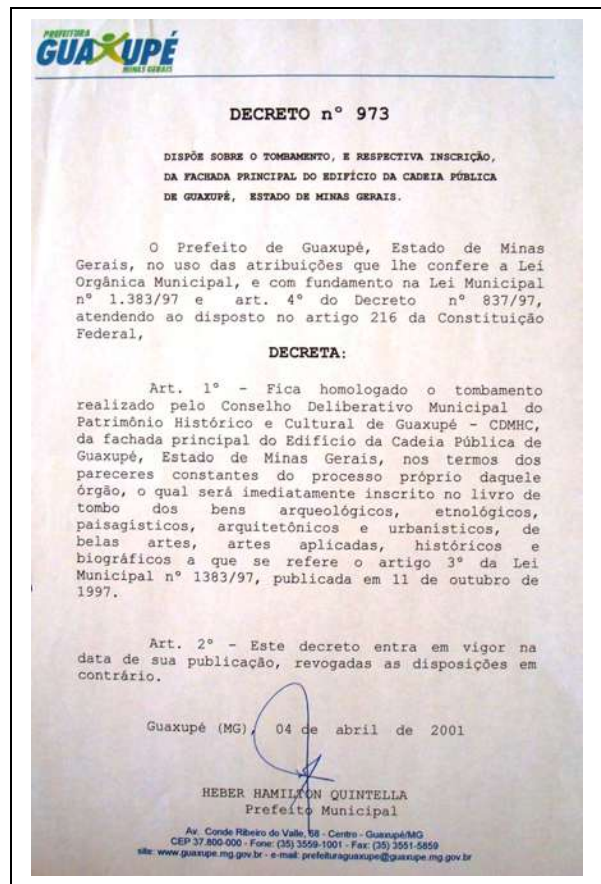 PREFEITURA
GUAXUPÉ
MINAS GERAIS
DECRETO nº 973
DISPÕE SOBRE O TOMBAMENTO, E RESPECTIVA INSCRIÇÃO,
DA FACHADA PRINCIPAL DO EDIFÍCIO DA CADEIA PÚBLICA
DE GUAXUPÉ, ESTADO DE MINAS GERAIS.
O Prefeito de Guaxupé, Estado de Minas
Gerais, no uso das atribuições que lhe confere a Lei
Orgânica Municipal, e com fundamento na Lei Municipal
nº 1.383/97 e art. 4º do Decreto nº 837/97,
atendendo ao disposto no artigo 216 da Constituição
Federal,
DECRETA:
Art. 1º - Fica homologado o tombamento
realizado pelo Conselho Deliberativo Municipal do
Patrimônio Histórico e Cultural de Guaxupé - CDMHC,
da fachada principal do Edifício da Cadeia Pública de
Guaxupé, Estado de Minas Gerais, nos termos dos
pareceres constantes do processo próprio daquele
órgão, o qual será imediatamente inscrito no livro de
tombo dos bens arqueológicos, etnológicos,
paisagísticos, arquitetônicos e urbanísticos, de
belas artes, artes aplicadas, históricos e
biográficos a que se refere o artigo 3º da Lei
Municipal nº 1383/97, publicada em 11 de outubro de
1997.
Art. 2º - Este decreto entra em vigor na
data de sua publicação, revogadas as disposições em
contrário.
Guaxupé (MG), 04 de abril de 2001
HEBER HAMILTON QUINTELLA
Prefeito Municipal
Av. Conde Ribeiro do Valle, 68 - Centro - Guaxupé/MG
CEP 37.800-000 - Fone: (35) 3559-1001 - Fax: (35) 3551-5859
site: www.guaxupe.mg.gov.br - e-mail: prefeituraguaxupe@guaxupe.mg.gov.br